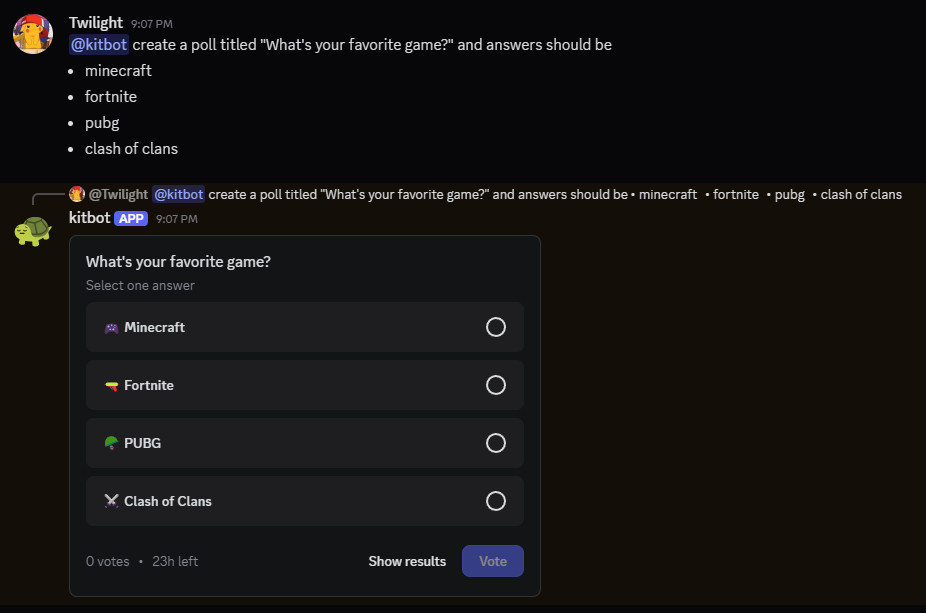 Twilight 9:07 PM
@kitbot create a poll titled "What's your favorite game?" and answers should be
• minecraft
• fortnite
• pubg
• clash of clans
@Twilight @kitbot create a poll titled "What's your favorite game?" and answers should be • minecraft • fortnite • pubg • clash of clans
kitbot APP 9:07 PM
What's your favorite game?
Select one answer
Minecraft
Fortnite
PUBG
Clash of Clans
0 votes • 23h left Show results Vote